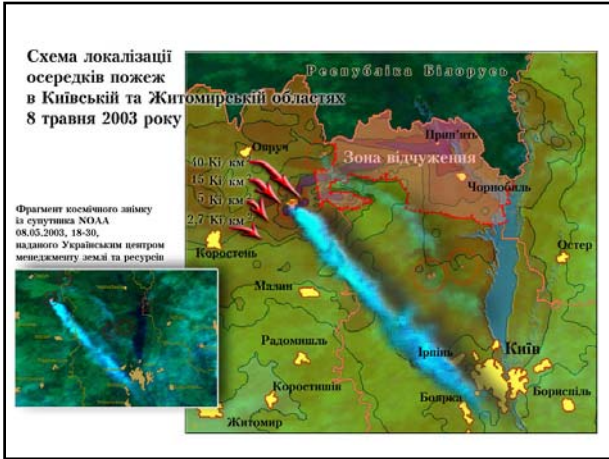 Схема локалізації
осередків пожеж
в Київській та Житомирській областях
8 травня 2003 року
Республіка Білорусь
Прип'ять
Овруч
Зона відчуження
40 Кі/км²
Чорнобиль
15 Кі/км²
5 Кі/км²
2,7 Кі/км²
Фрагмент космічного знімку
із супутника NOAA
08.05.2003, 18-30,
наданого Українським центром
менеджменту землі та ресурсів
Коростень
Остер
Малин
Радомишль
Ірпінь
Київ
Коростишів
Боярка
Бориспіль
Житомир